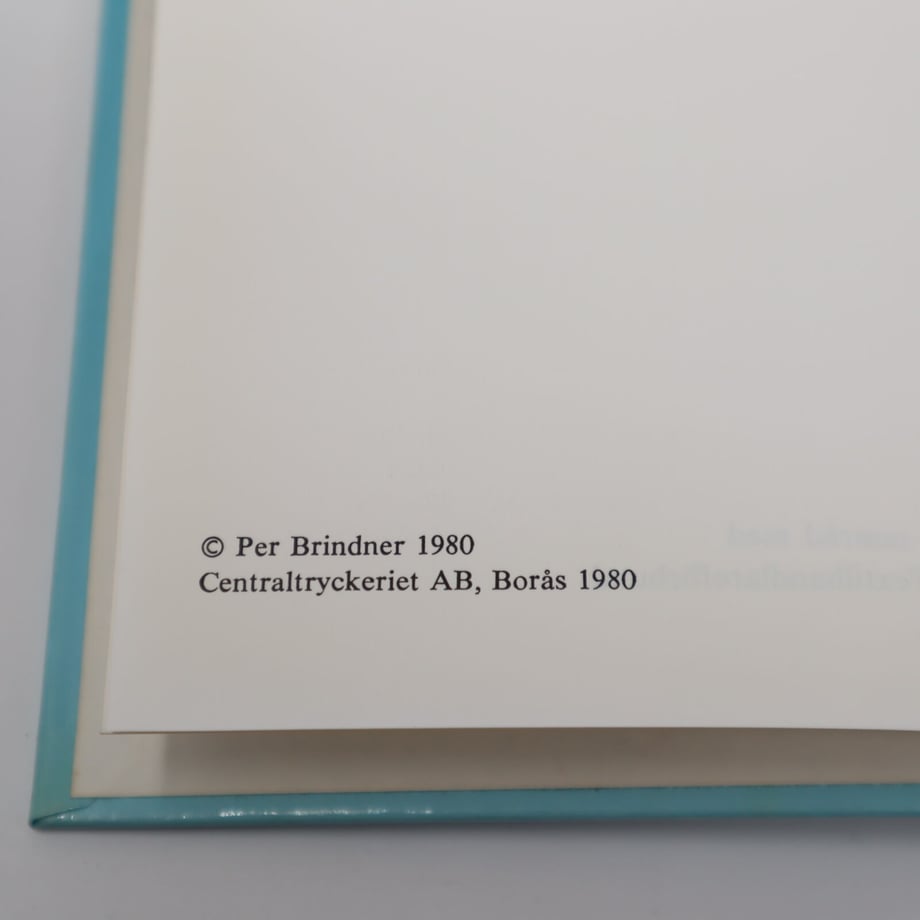 © Per Brindner 1980
Centraltryckeriet AB, Borås 1980